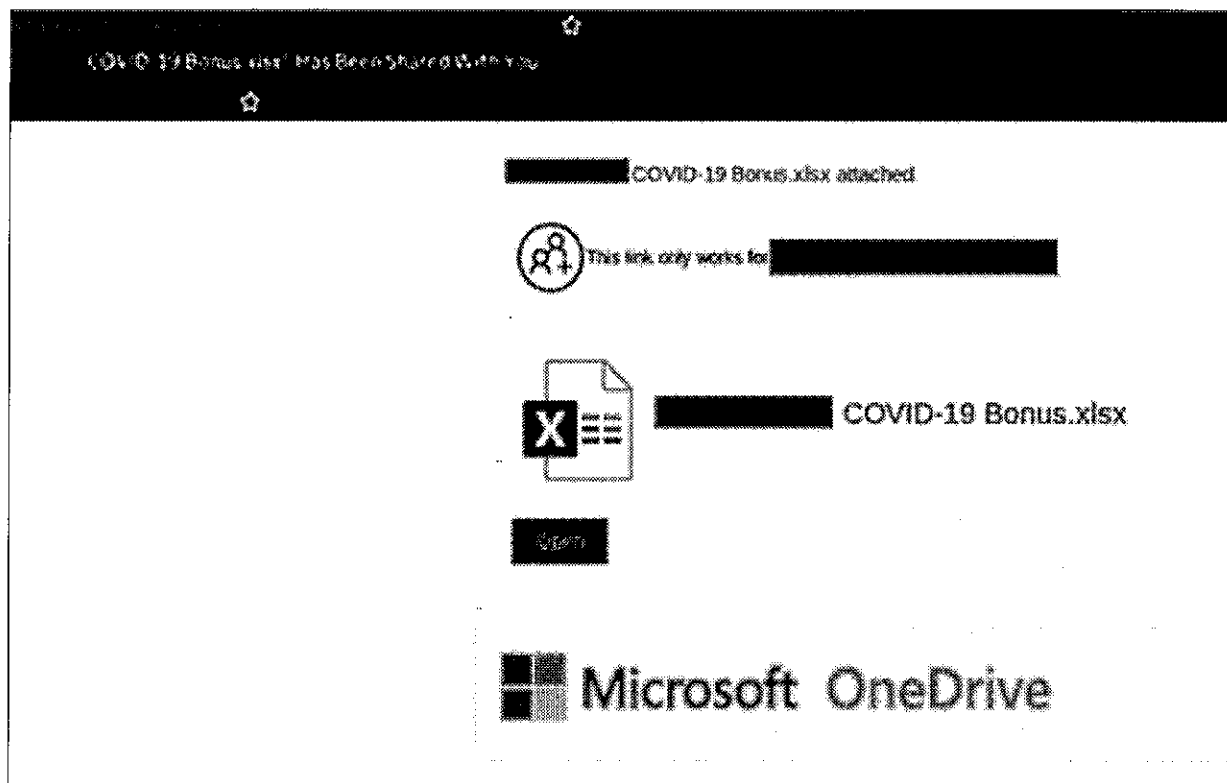 COVID-19 Bonus.xlsx' Has Been Shared With You
COVID-19 Bonus.xlsx attached.
This link only works for
X
COVID-19 Bonus.xlsx
Open
Microsoft OneDrive